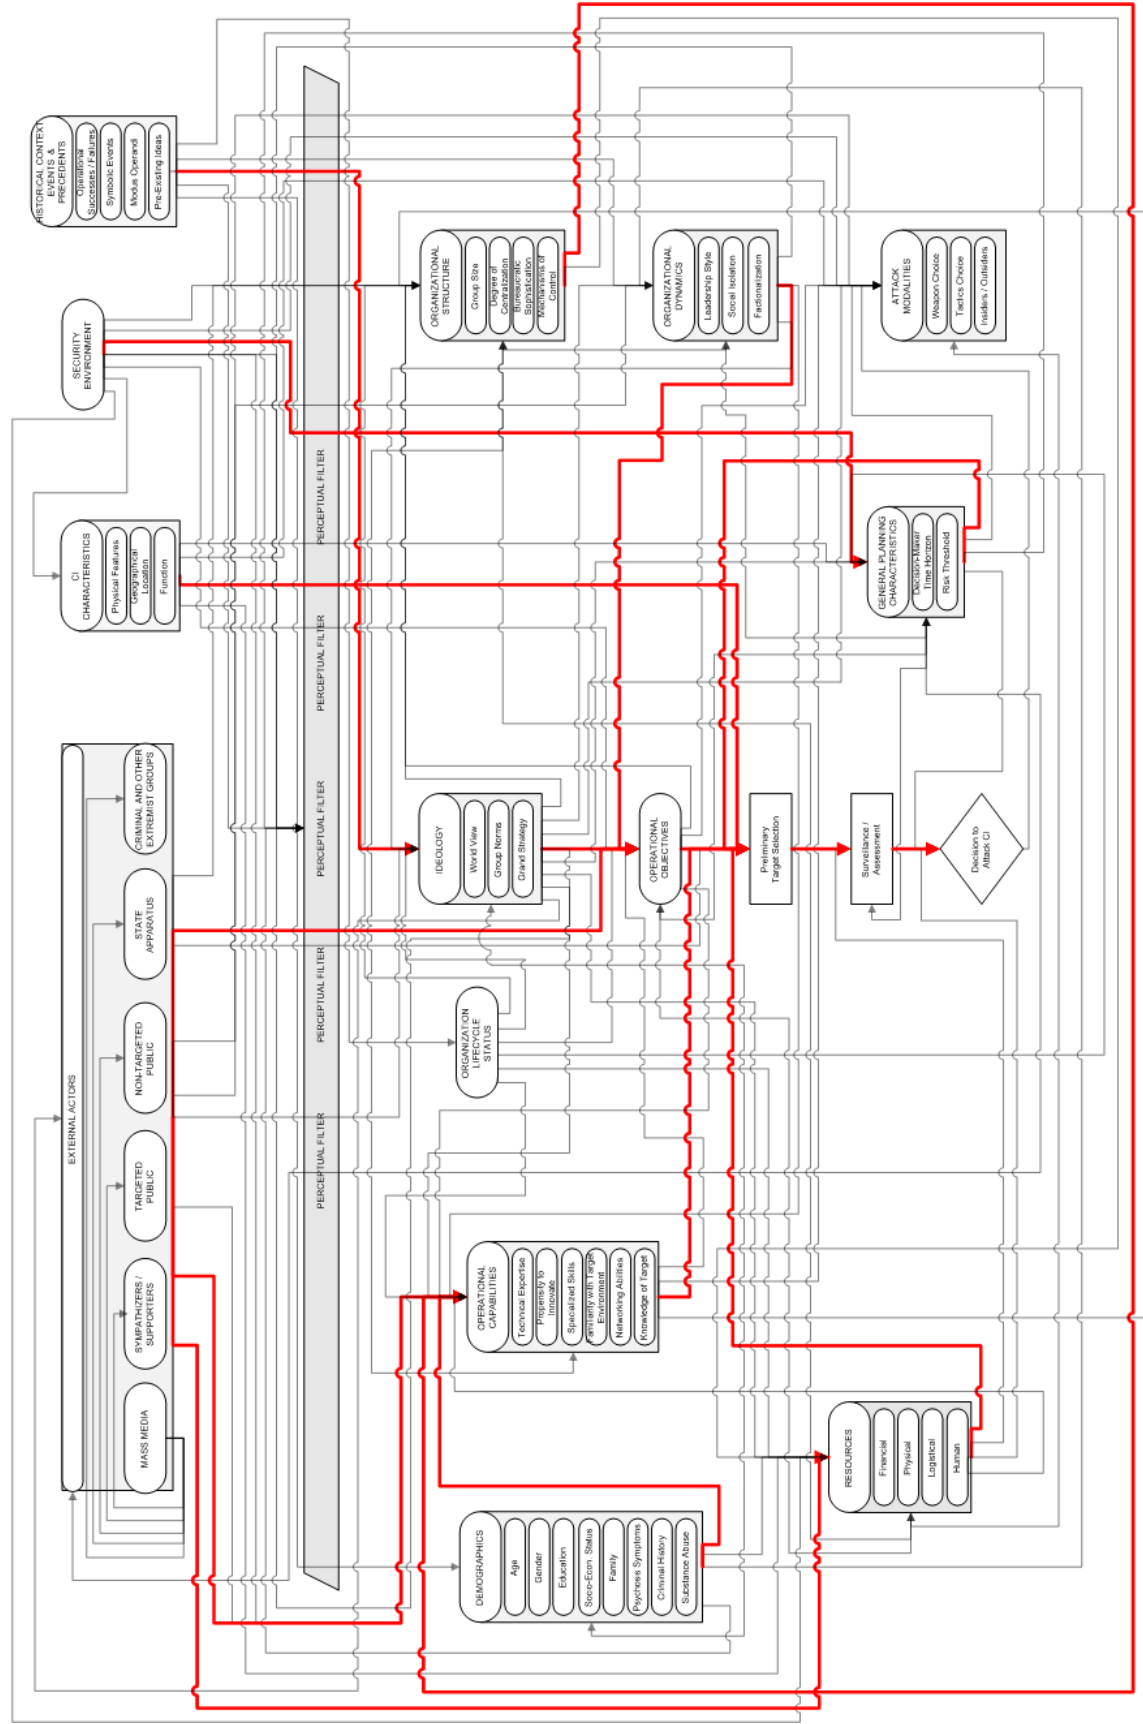 EXTERNAL ACTORS
MASS MEDIA
SYMPATHIZERS /
SUPPORTERS
TARGETED
PUBLIC
NON-TARGETED
PUBLIC
STATE
APPARATUS
CRIMINAL AND OTHER
EXTREMIST GROUPS
CI
CHARACTERISTICS
Physical Features
Geographical
Location
Function
SECURITY
ENVIRONMENT
HISTORICAL CONTEXT
EVENTS &
PRECEDENTS
Operational
Successes / Failures
Symbolic Events
Modus Operandi
Pre-Existing Ideas
PERCEPTUAL FILTER
PERCEPTUAL FILTER
PERCEPTUAL FILTER
PERCEPTUAL FILTER
PERCEPTUAL FILTER
DEMOGRAPHICS
Age
Gender
Education
Socio-Econ. Status
Family
Psychosis Symptoms
Criminal History
Substance Abuse
OPERATIONAL
CAPABILITIES
Technical Expertise
Propensity to
Innovate
Specialized Skills
Familiarity with Target
Environment
Networking Abilities
Knowledge of Target
ORGANIZATION
LIFECYCLE
STATUS
IDEOLOGY
World View
Group Norms
Grand Strategy
ORGANIZATIONAL
STRUCTURE
Group Size
Degree of
Centralization
Bureaucratic
Sophistication
Mechanisms of
Control
OPERATIONAL
OBJECTIVES
ORGANIZATIONAL
DYNAMICS
Leadership Style
Social Isolation
Factionalization
Preliminary
Target Selection
RESOURCES
Financial
Physical
Logistical
Human
Surveillance /
Assessment
GENERAL PLANNING
CHARACTERISTICS
Decision-Maker
Time Horizon
Risk Threshold
ATTACK
MODALITIES
Weapon Choice
Tactics Choice
Insiders / Outsiders
Decision to
Attack CI